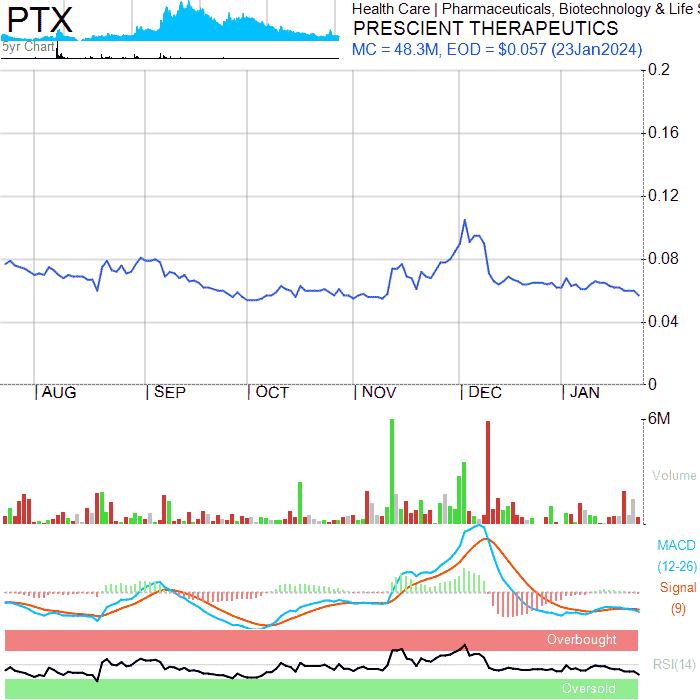 PTX
5yr Chart
Health Care | Pharmaceuticals, Biotechnology & Life S
PRESCIENT THERAPEUTICS
MC = 48.3M, EOD = $0.057 (23Jan2024)
0.2
0.16
0.12
0.08
0.04
0
AUG SEP OCT NOV DEC JAN
6M
Volume
MACD
(12-26)
Signal
(9)
Overbought
RSI(14)
Oversold